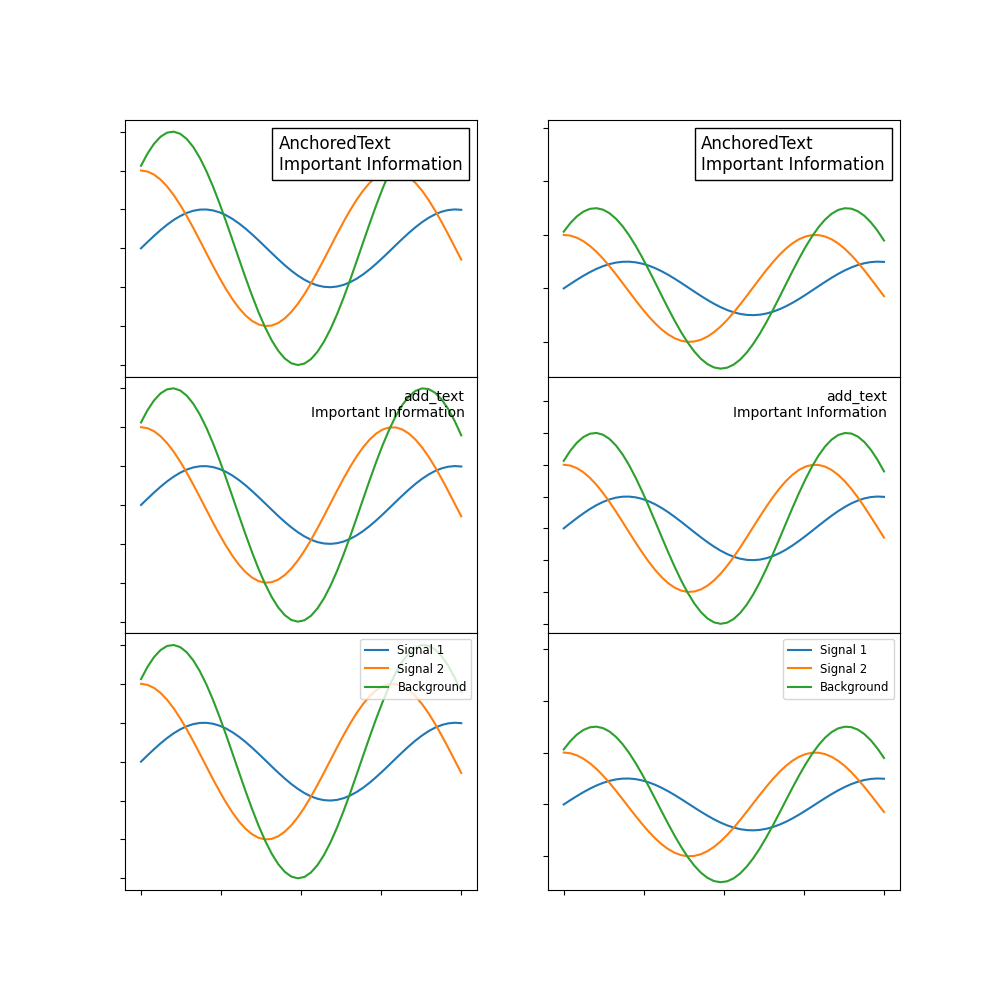 AnchoredText
Important Information
AnchoredText
Important Information
add_text
Important Information
add_text
Important Information
Signal 1
Signal 2
Background
Signal 1
Signal 2
Background